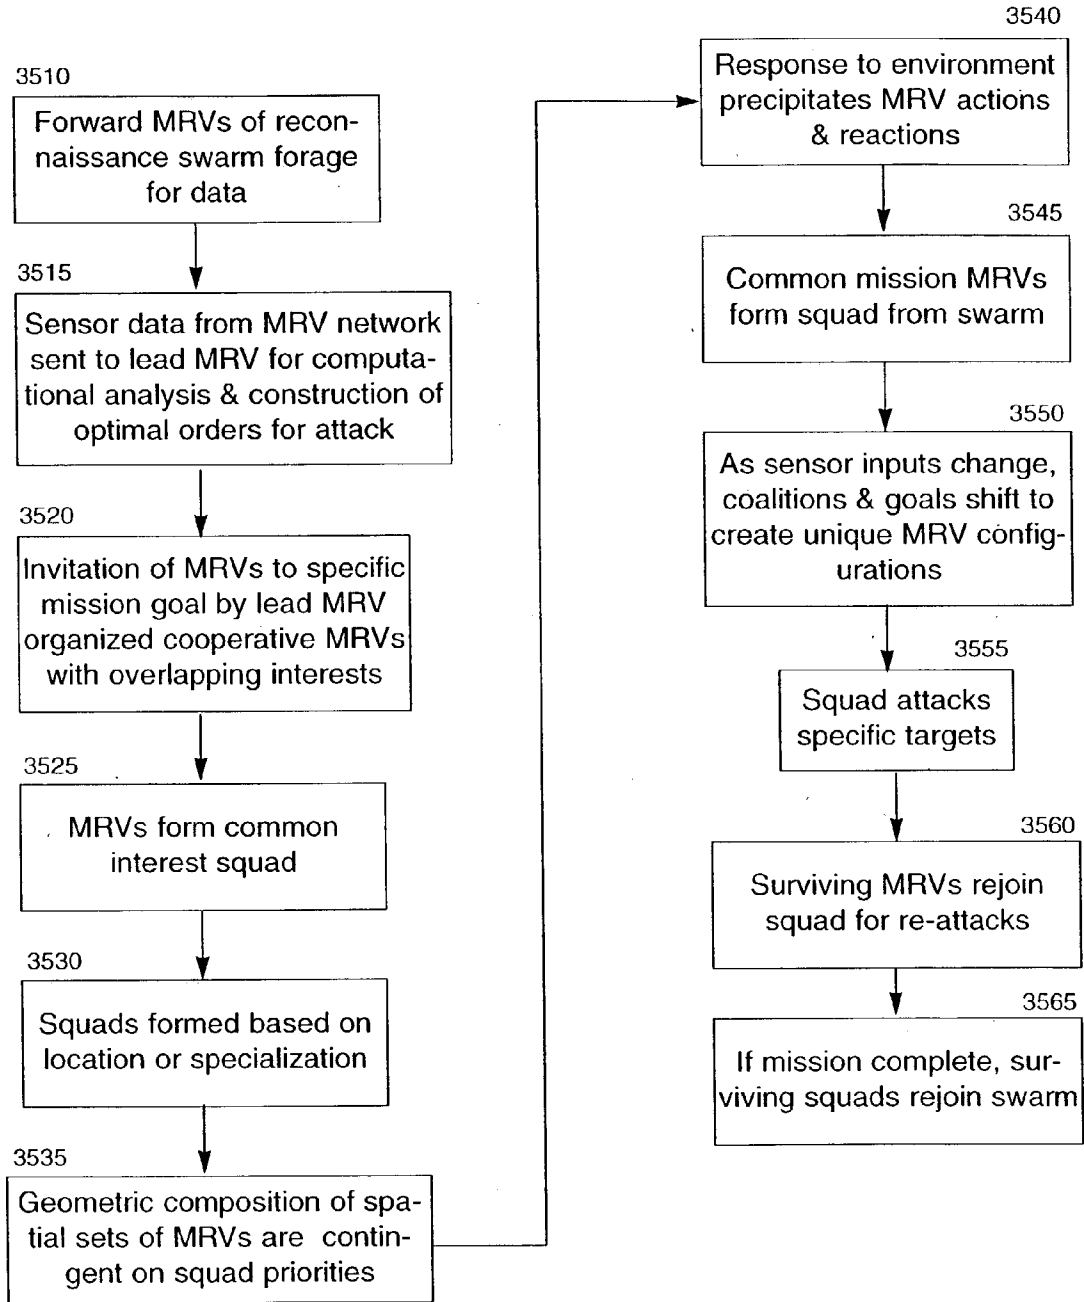 3510
Forward MRVs of recon-
naissance swarm forage
for data
3515
Sensor data from MRV network
sent to lead MRV for computa-
tional analysis & construction of
optimal orders for attack
3520
Invitation of MRVs to specific
mission goal by lead MRV
organized cooperative MRVs
with overlapping interests
3525
MRVs form common
interest squad
3530
Squads formed based on
location or specialization
3535
Geometric composition of spa-
tial sets of MRVs are contin-
gent on squad priorities
3540
Response to environment
precipitates MRV actions
& reactions
3545
Common mission MRVs
form squad from swarm
3550
As sensor inputs change,
coalitions & goals shift to
create unique MRV config-
urations
3555
Squad attacks
specific targets
3560
Surviving MRVs rejoin
squad for re-attacks
3565
If mission complete, sur-
viving squads rejoin swarm